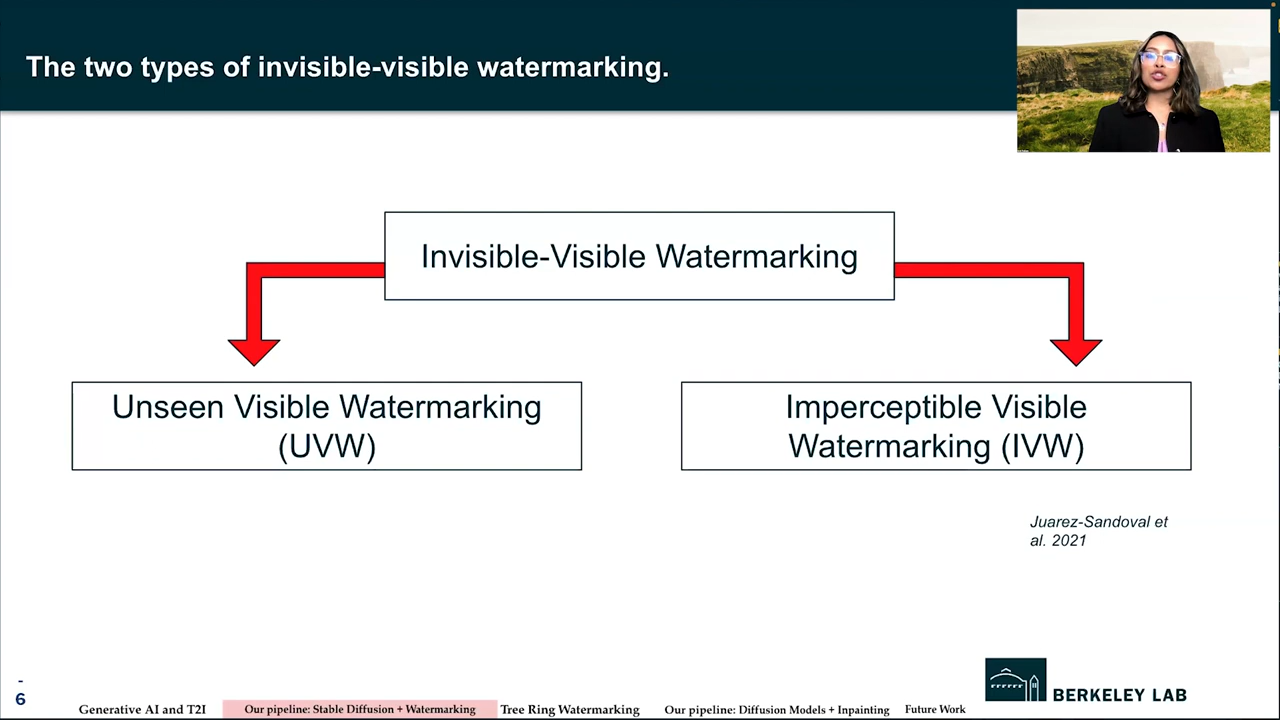 The two types of invisible-visible watermarking.
Invisible-Visible Watermarking
Unseen Visible Watermarking
(UVW)
Imperceptible Visible
Watermarking (IVW)
Juarez-Sandoval et
al. 2021
-
6
Generative AI and T2I
Our pipeline: Stable Diffusion + Watermarking
Tree Ring Watermarking
Our pipeline: Diffusion Models + Inpainting
Future Work
BERKELEY LAB